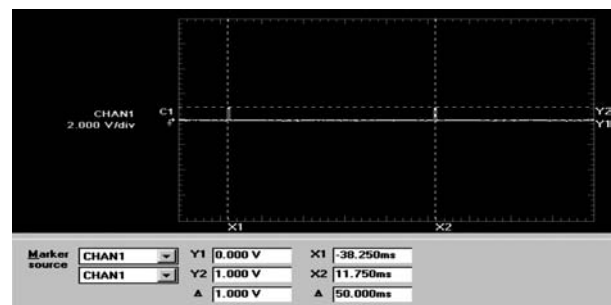 CHAN1
2.000 V/div
C1
Y2
Y1
X1 X2
Marker source
CHAN1
CHAN1
Y1 0.000 V
Y2 1.000 V
Δ 1.000 V
X1 -38.250ms
X2 11.750ms
Δ 50.000ms